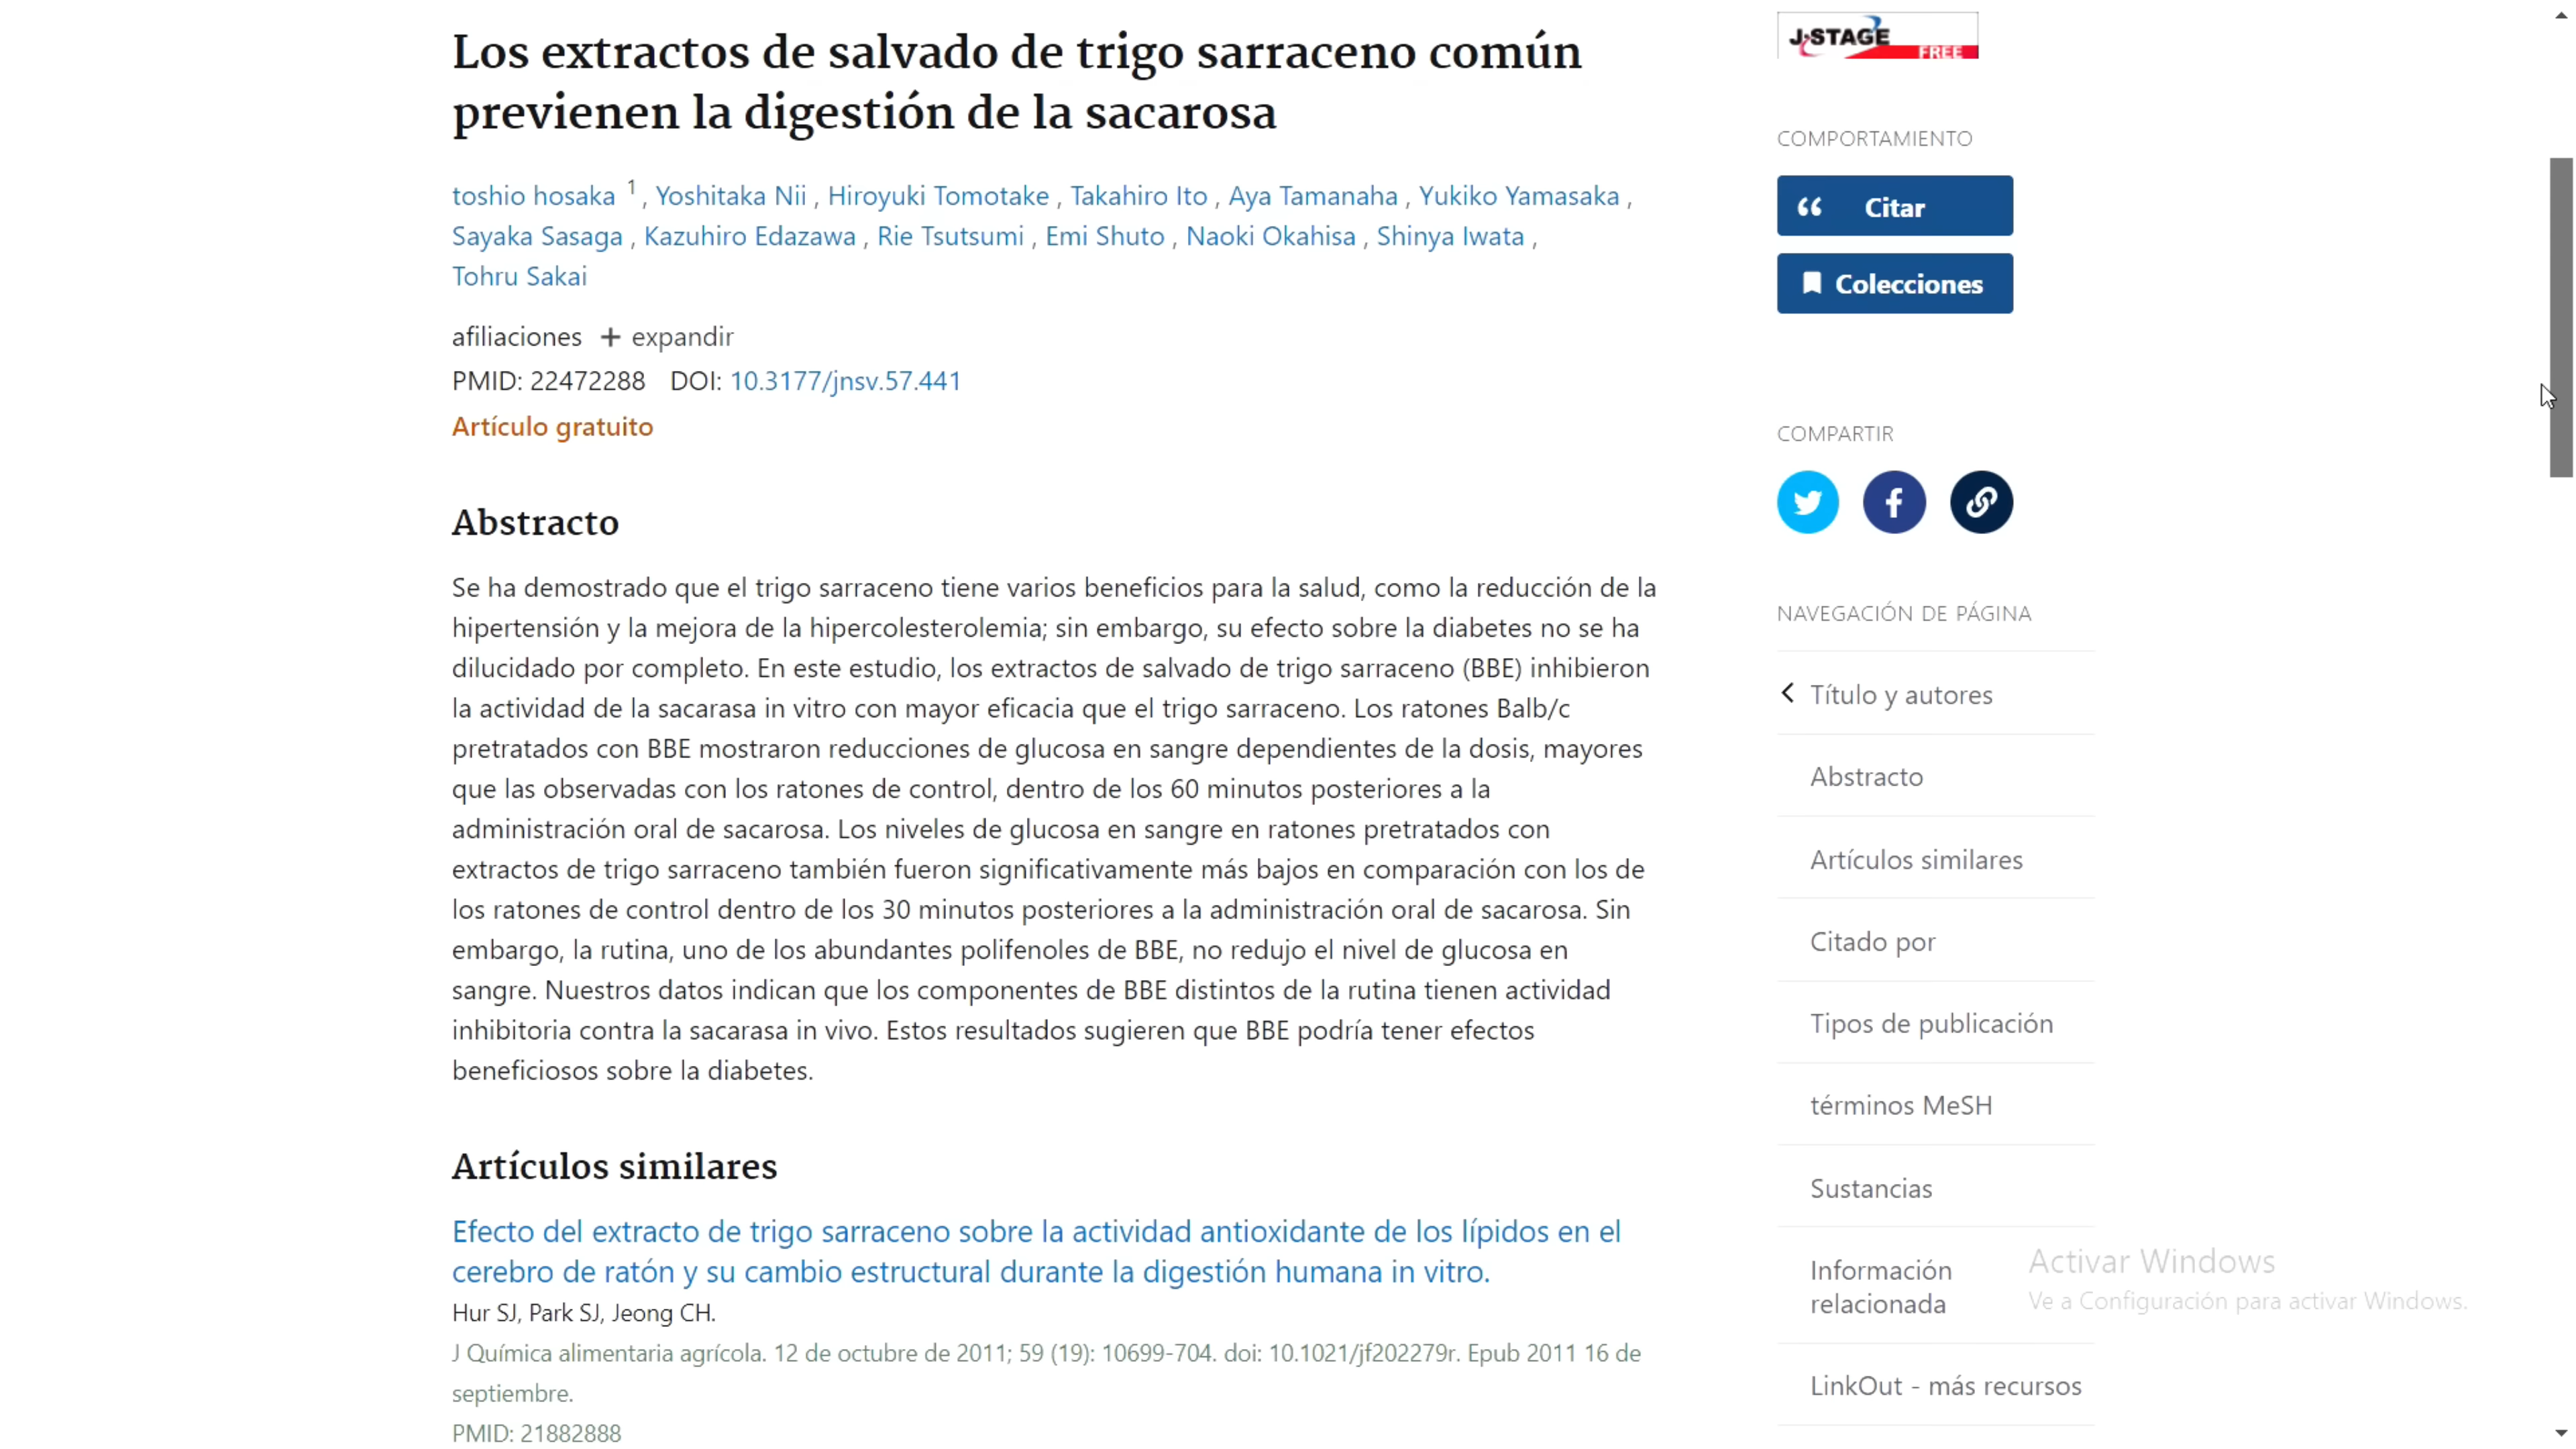 Los extractos de salvado de trigo sarraceno común
previenen la digestión de la sacarosa
toshio hosaka 1 , Yoshitaka Nii , Hiroyuki Tomotake , Takahiro Ito , Aya Tamanaha , Yukiko Yamasaka ,
Sayaka Sasaga , Kazuhiro Edazawa , Rie Tsutsumi , Emi Shuto , Naoki Okahisa , Shinya Iwata ,
Tohru Sakai
afiliaciones + expandir
PMID: 22472288 DOI: 10.3177/jnsv.57.441
Artículo gratuito
Abstracto
Se ha demostrado que el trigo sarraceno tiene varios beneficios para la salud, como la reducción de la
hipertensión y la mejora de la hipercolesterolemia; sin embargo, su efecto sobre la diabetes no se ha
dilucidado por completo. En este estudio, los extractos de salvado de trigo sarraceno (BBE) inhibieron
la actividad de la sacarasa in vitro con mayor eficacia que el trigo sarraceno. Los ratones Balb/c
pretratados con BBE mostraron reducciones de glucosa en sangre dependientes de la dosis, mayores
que las observadas con los ratones de control, dentro de los 60 minutos posteriores a la
administración oral de sacarosa. Los niveles de glucosa en sangre en ratones pretratados con
extractos de trigo sarraceno también fueron significativamente más bajos en comparación con los de
los ratones de control dentro de los 30 minutos posteriores a la administración oral de sacarosa. Sin
embargo, la rutina, uno de los abundantes polifenoles de BBE, no redujo el nivel de glucosa en
sangre. Nuestros datos indican que los componentes de BBE distintos de la rutina tienen actividad
inhibitoria contra la sacarasa in vivo. Estos resultados sugieren que BBE podría tener efectos
beneficiosos sobre la diabetes.
Artículos similares
Efecto del extracto de trigo sarraceno sobre la actividad antioxidante de los lípidos en el
cerebro de ratón y su cambio estructural durante la digestión humana in vitro.
Hur SJ, Park SJ, Jeong CH.
J Química alimentaria agrícola. 12 de octubre de 2011; 59 (19): 10699-704. doi: 10.1021/jf202279r. Epub 2011 16 de
septiembre.
PMID: 21882888
J-STAGE
FREE
COMPORTAMIENTO
Citar
Colecciones
COMPARTIR
NAVEGACIÓN DE PÁGINA
Título y autores
Abstracto
Artículos similares
Citado por
Tipos de publicación
términos MeSH
Sustancias
Información
relacionada
LinkOut - más recursos
Activar Windows
Ve a Configuración para activar Windows.